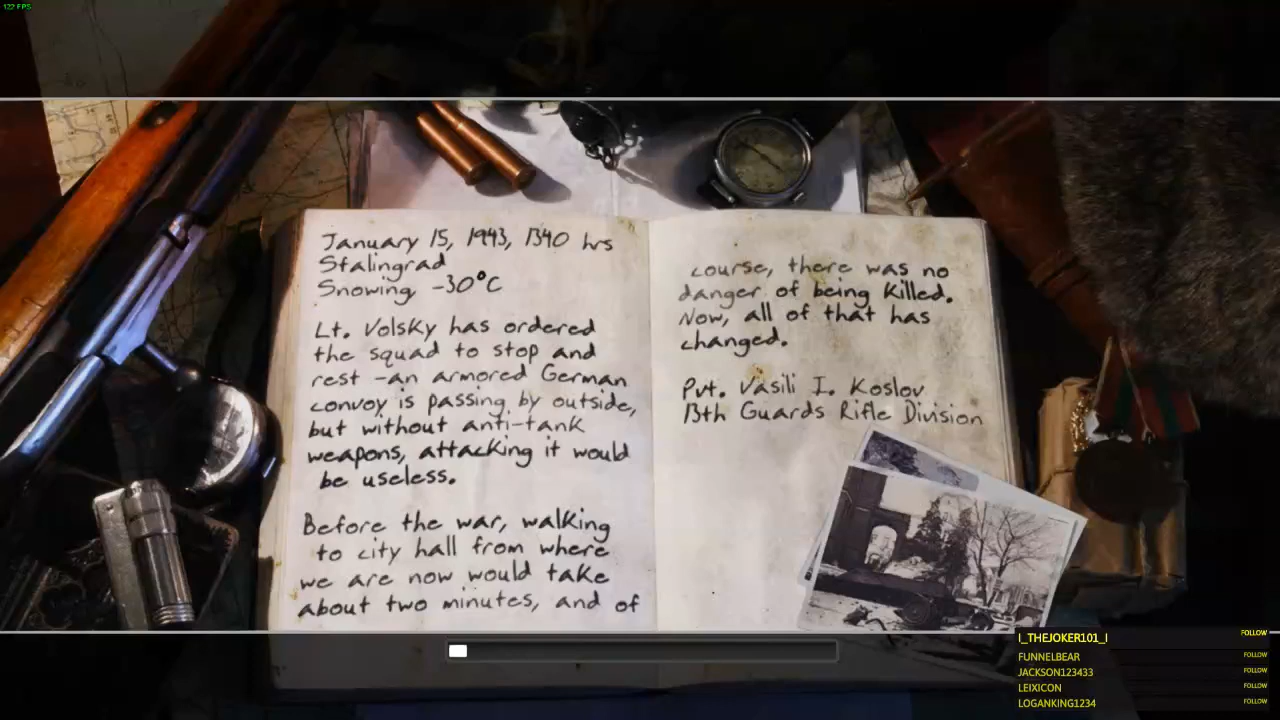 122 FPS
January 15, 1943, 1340 hrs
Stalingrad
Snowing, -30°C
Lt. Volsky has ordered
the squad to stop and
rest -an armored German
convoy is passing by outside,
but without anti-tank
weapons, attacking it would
be useless.
Before the war, walking
to city hall from where
we are now would take
about two minutes, and of
course, there was no
danger of being killed.
Now, all of that has
changed.
Pvt. Vasili I. Koslov
13th Guards Rifle Division
I_THEJOKER101_I FOLLOW
FUNNELBEAR FOLLOW
JACKSON123433 FOLLOW
LEIXICON FOLLOW
LOGANKING1234 FOLLOW